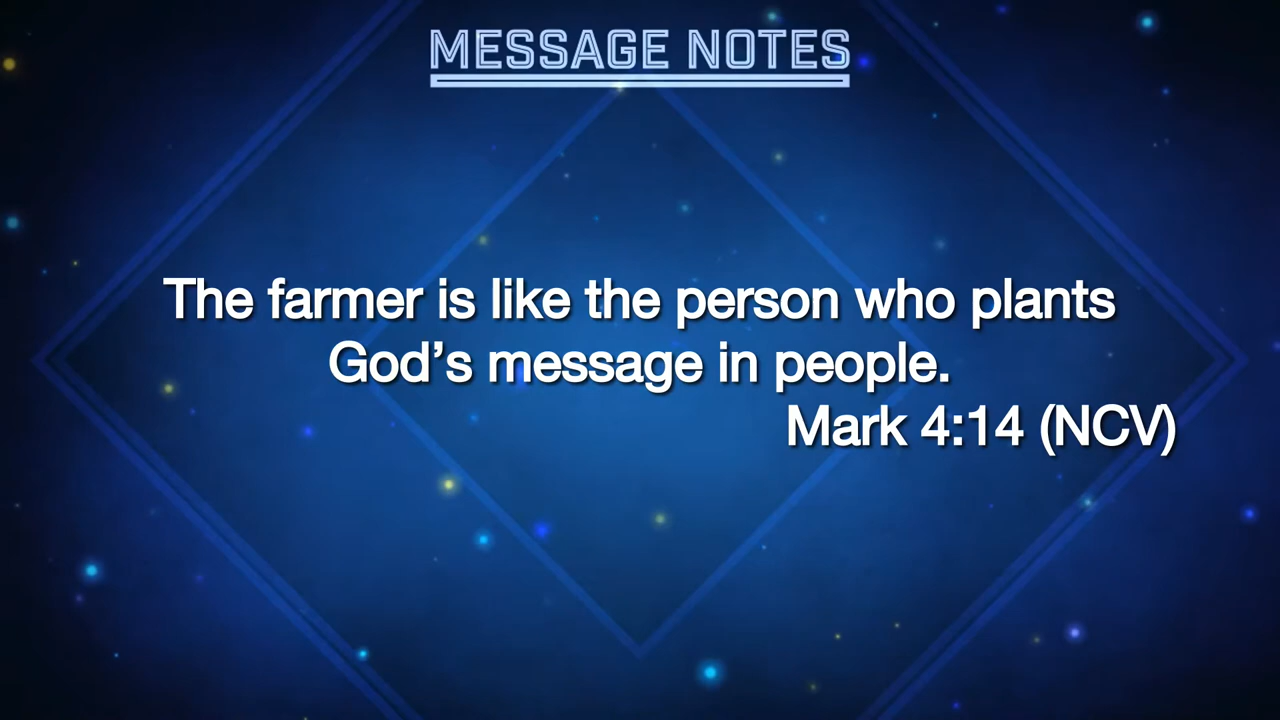 MESSAGE NOTES
The farmer is like the person who plants
God’s message in people.
Mark 4:14 (NCV)